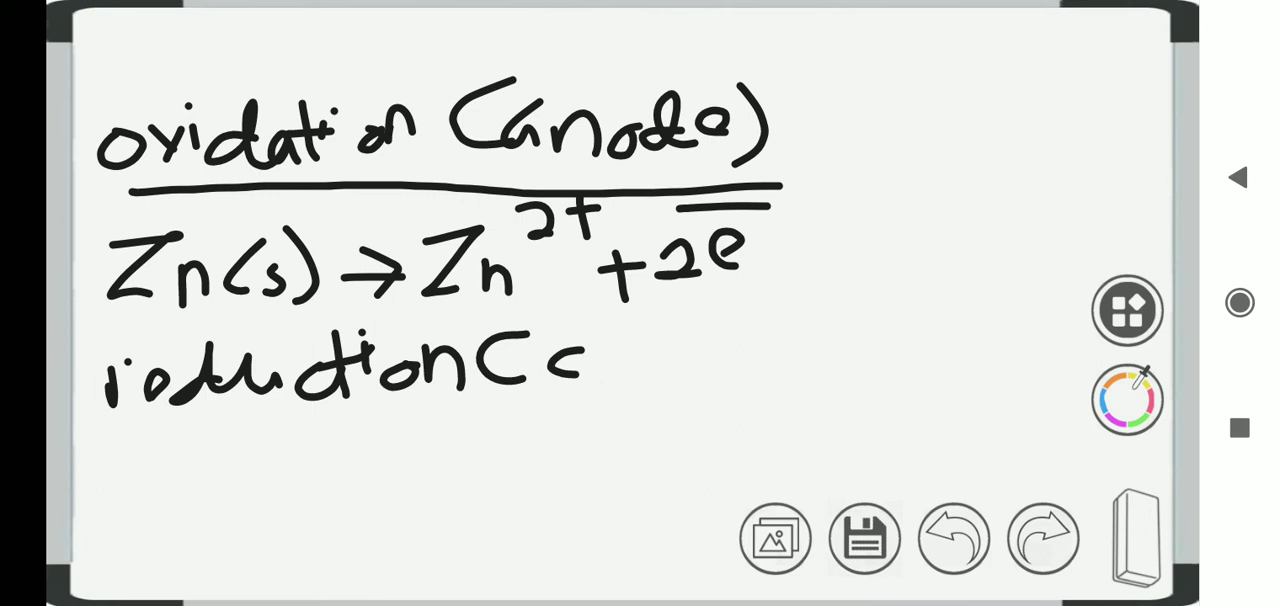 oxidation (anode)
Zn(s) → Zn²⁺ + 2e
reduction (c